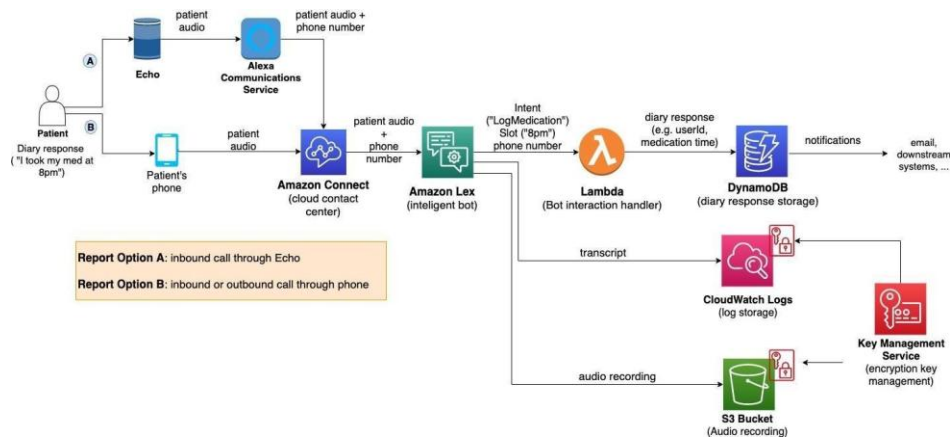 patient
audio
patient audio +
phone number
A
Echo
Alexa
Communications
Service
Patient
B
Diary response
( "I took my med at
8pm")
Patient's
phone
patient
audio
Amazon Connect
(cloud contact
center)
patient audio
+
phone
number
Amazon Lex
(inteligent bot)
Intent
("LogMedication")
Slot ("8pm")
phone number
Lambda
(Bot interaction handler)
diary response
(e.g. userId,
medication time)
DynamoDB
(diary response storage)
notifications
email,
downstream
systems, ...
Report Option A: inbound call through Echo
Report Option B: inbound or outbound call through phone
transcript
CloudWatch Logs
(log storage)
Key Management
Service
(encryption key
management)
audio recording
S3 Bucket
(Audio recording)